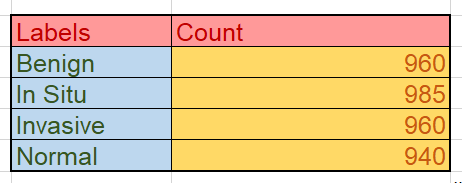 Labels Count
Benign 960
In Situ 985
Invasive 960
Normal 940